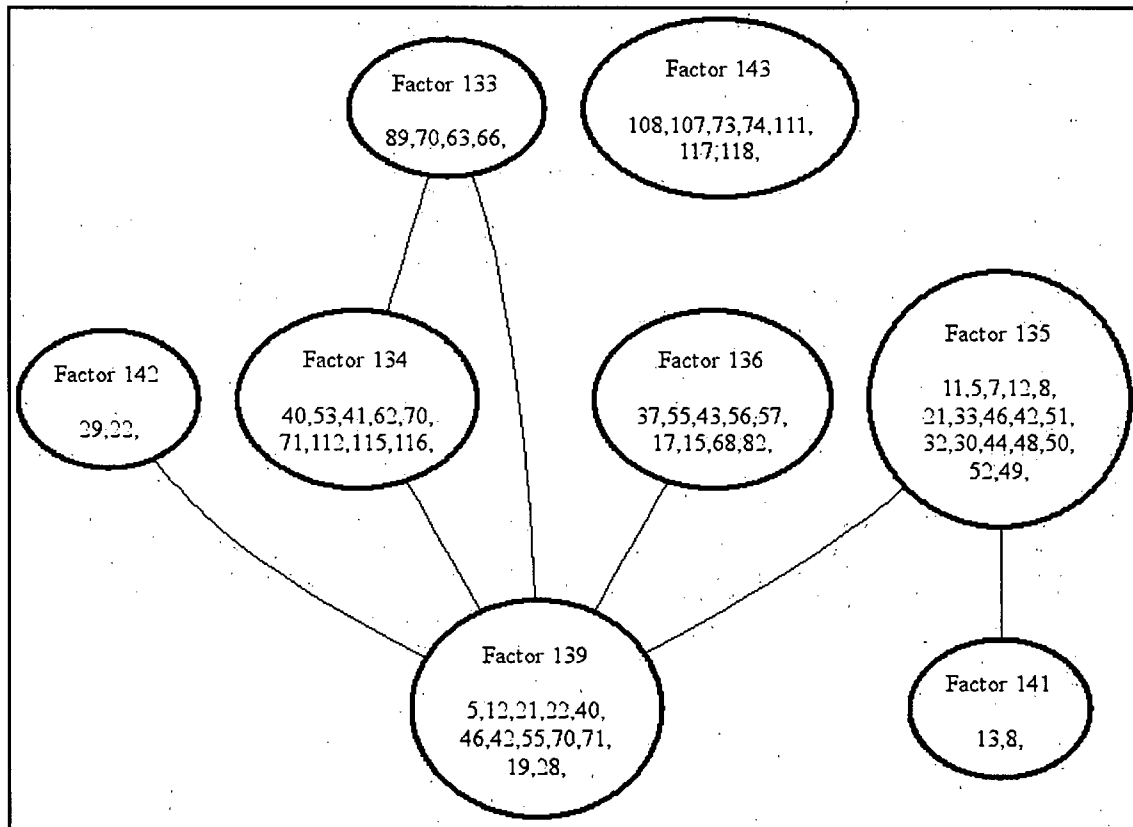 Factor 133
89,70,63,66,
Factor 143
108,107,73,74,111,
117,118,
Factor 142
29,22,
Factor 134
40,53,41,62,70,
71,112,115,116,
Factor 136
37,55,43,56,57,
17,15,68,82,
Factor 135
11,5,7,12,8,
21,33,46,42,51,
32,30,44,48,50,
52,49,
Factor 139
5,12,21,22,40,
46,42,55,70,71,
19,28,
Factor 141
13,8,